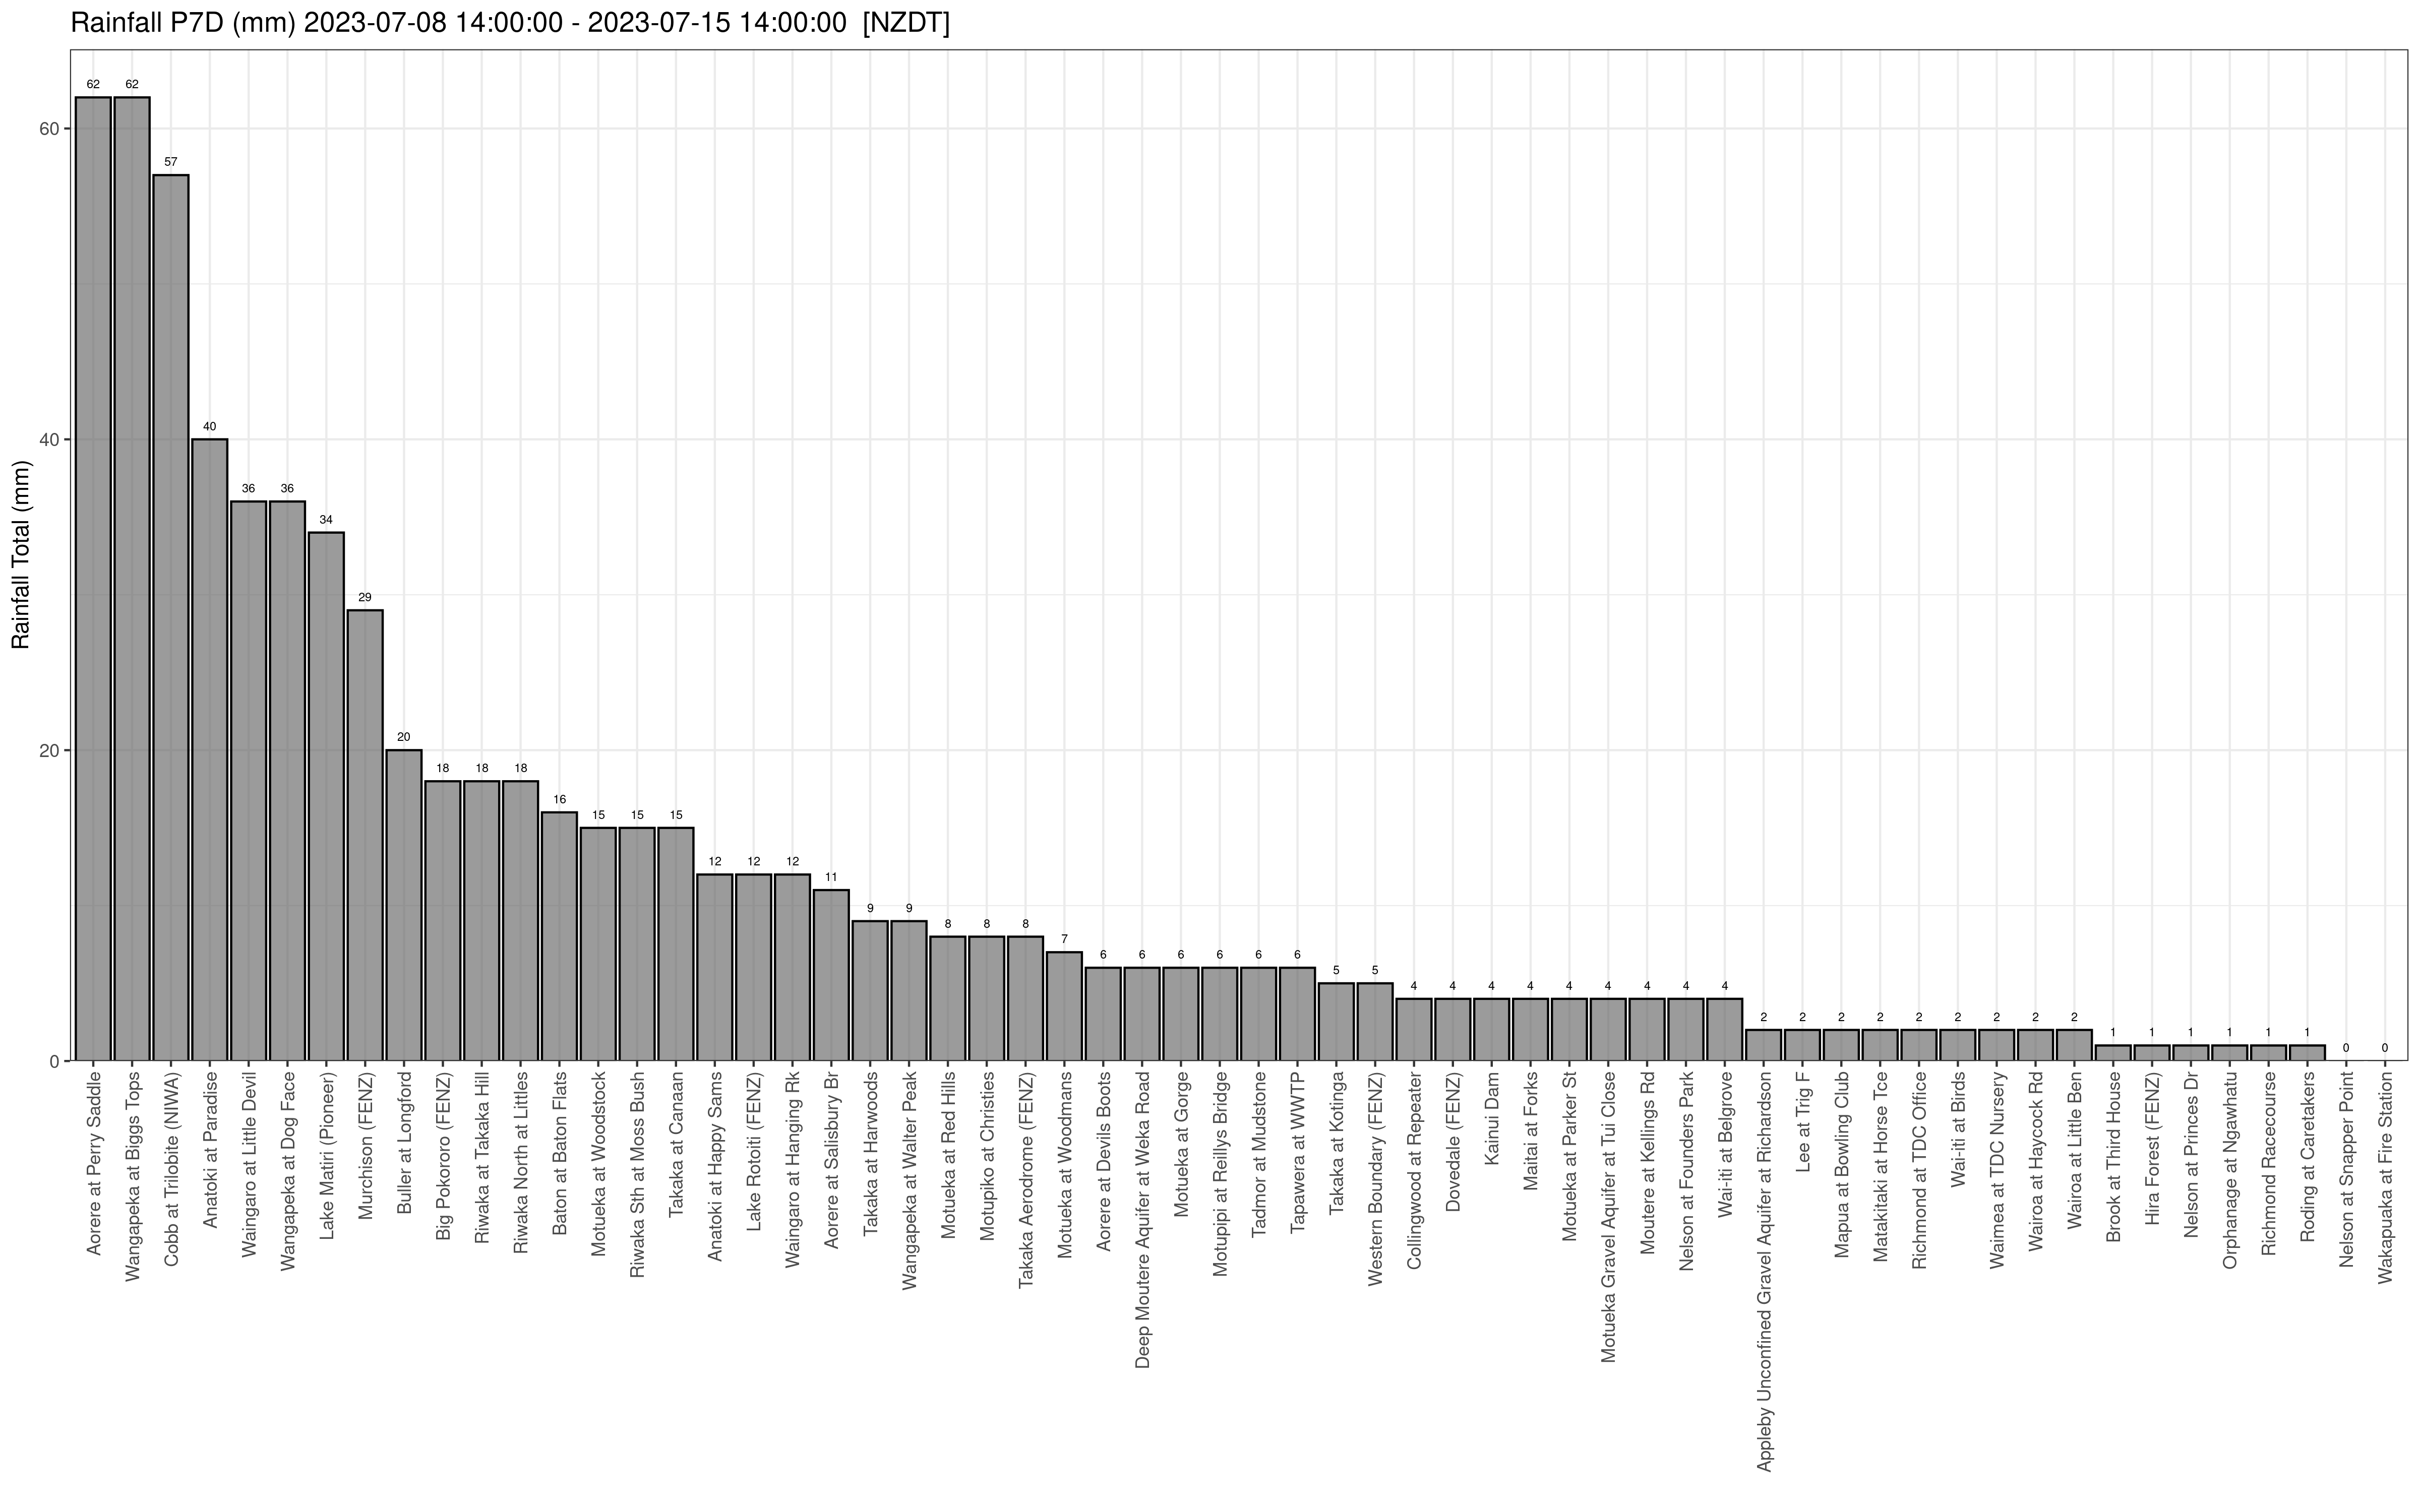 Rainfall P7D (mm) 2023-07-08 14:00:00 - 2023-07-15 14:00:00 [NZDT]
Rainfall Total (mm)
60
40
20
0
62
62
57
40
36
36
34
29
20
18
18
18
16
15
15
15
12
12
12
11
9
9
8
8
8
7
6
6
6
6
6
6
5
5
4
4
4
4
4
4
4
4
4
2
2
2
2
2
2
2
2
2
1
1
1
1
1
1
0
0
Aorere at Perry Saddle
Wangapeka at Biggs Tops
Cobb at Trilobite (NIWA)
Anatoki at Paradise
Waingaro at Little Devil
Wangapeka at Dog Face
Lake Matiri (Pioneer)
Murchison (FENZ)
Buller at Longford
Big Pokororo (FENZ)
Riwaka at Takaka Hill
Riwaka North at Littles
Baton at Baton Flats
Motueka at Woodstock
Riwaka Sth at Moss Bush
Takaka at Canaan
Anatoki at Happy Sams
Lake Rotoiti (FENZ)
Waingaro at Hanging Rk
Aorere at Salisbury Br
Takaka at Harwoods
Wangapeka at Walter Peak
Motueka at Red Hills
Motupiko at Christies
Takaka Aerodrome (FENZ)
Motueka at Woodmans
Aorere at Devils Boots
Deep Moutere Aquifer at Weka Road
Motueka at Gorge
Motupipi at Reillys Bridge
Tadmor at Mudstone
Tapawera at WWTP
Takaka at Kotinga
Western Boundary (FENZ)
Collingwood at Repeater
Dovedale (FENZ)
Kainui Dam
Maitai at Forks
Motueka at Parker St
Motueka Gravel Aquifer at Tui Close
Moutere at Kellings Rd
Nelson at Founders Park
Wai-iti at Belgrove
Appleby Unconfined Gravel Aquifer at Richardson
Lee at Trig F
Mapua at Bowling Club
Matakitaki at Horse Tce
Richmond at TDC Office
Wai-iti at Birds
Waimea at TDC Nursery
Wairoa at Haycock Rd
Wairoa at Little Ben
Brook at Third House
Hira Forest (FENZ)
Nelson at Princes Dr
Orphanage at Ngawhatu
Richmond Racecourse
Roding at Caretakers
Nelson at Snapper Point
Wakapuaka at Fire Station